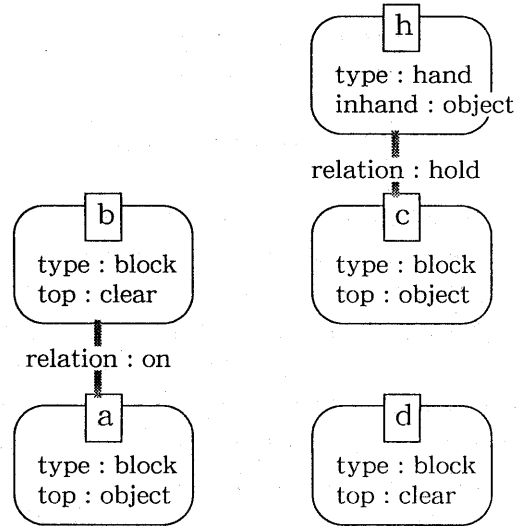 h
type : hand
inhand : object
relation : hold
b
type : block
top : clear
c
type : block
top : object
relation : on
a
type : block
top : object
d
type : block
top : clear